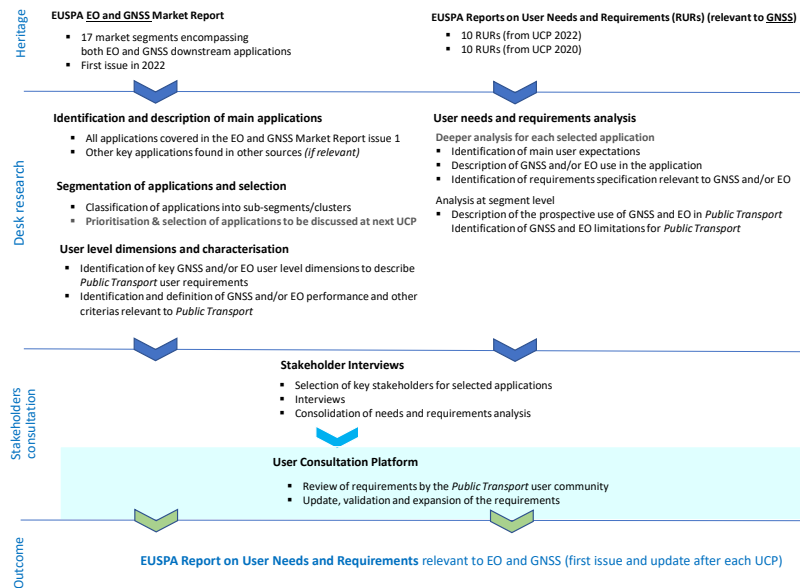 Heritage
EUSPA EO and GNSS Market Report
▪ 17 market segments encompassing
both EO and GNSS downstream applications
▪ First issue in 2022
EUSPA Reports on User Needs and Requirements (RURs) (relevant to GNSS)
▪ 10 RURs (from UCP 2022)
▪ 10 RURs (from UCP 2020)
Desk research
Identification and description of main applications
▪ All applications covered in the EO and GNSS Market Report issue 1
▪ Other key applications found in other sources (if relevant)
Segmentation of applications and selection
▪ Classification of applications into sub-segments/clusters
▪ Prioritisation & selection of applications to be discussed at next UCP
User level dimensions and characterisation
▪ Identification of key GNSS and/or EO user level dimensions to describe
Public Transport user requirements
▪ Identification and definition of GNSS and/or EO performance and other
criterias relevant to Public Transport
User needs and requirements analysis
Deeper analysis for each selected application
▪ Identification of main user expectations
▪ Description of GNSS and/or EO use in the application
▪ Identification of requirements specification relevant to GNSS and/or EO
Analysis at segment level
▪ Description of the prospective use of GNSS and EO in Public Transport
Identification of GNSS and EO limitations for Public Transport
Stakeholders
consultation
Stakeholder Interviews
▪ Selection of key stakeholders for selected applications
▪ Interviews
▪ Consolidation of needs and requirements analysis
User Consultation Platform
▪ Review of requirements by the Public Transport user community
▪ Update, validation and expansion of the requirements
Outcome
EUSPA Report on User Needs and Requirements relevant to EO and GNSS (first issue and update after each UCP)